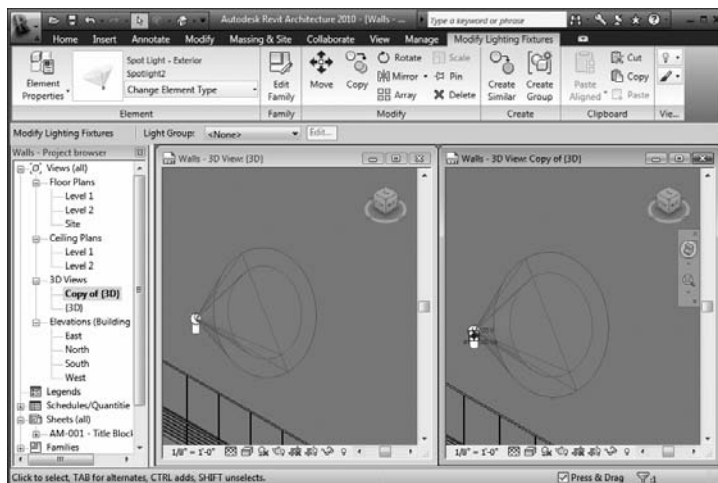 Autodesk Revit Architecture 2010 - [Walls - ... Type a keyword or phrase
Home Insert Annotate Modify Massing & Site Collaborate View Manage Modify Lighting Fixtures
Element Properties
Spot Light - Exterior
Spotlight2
Change Element Type
Edit Family
Move Copy
Rotate Scale
Mirror Pin
Array Delete
Create Similar
Create Group
Paste Aligned
Cut
Copy
Paste
Element Family Modify Create Clipboard Vie...
Modify Lighting Fixtures Light Group: <None> Edit...
Walls - Project browser
Views (all)
Floor Plans
Level 1
Level 2
Site
Ceiling Plans
Level 1
Level 2
3D Views
Copy of {3D}
{3D}
Elevations (Building
East
North
South
West
Legends
Schedules/Quantitie
Sheets (all)
AM-001 - Title Block
Families
Walls - 3D View: {3D}
1/8" = 1'-0"
Walls - 3D View: Copy of {3D}
1/8" = 1'-0"
Click to select, TAB for alternates, CTRL adds, SHIFT unselects. Press & Drag :1